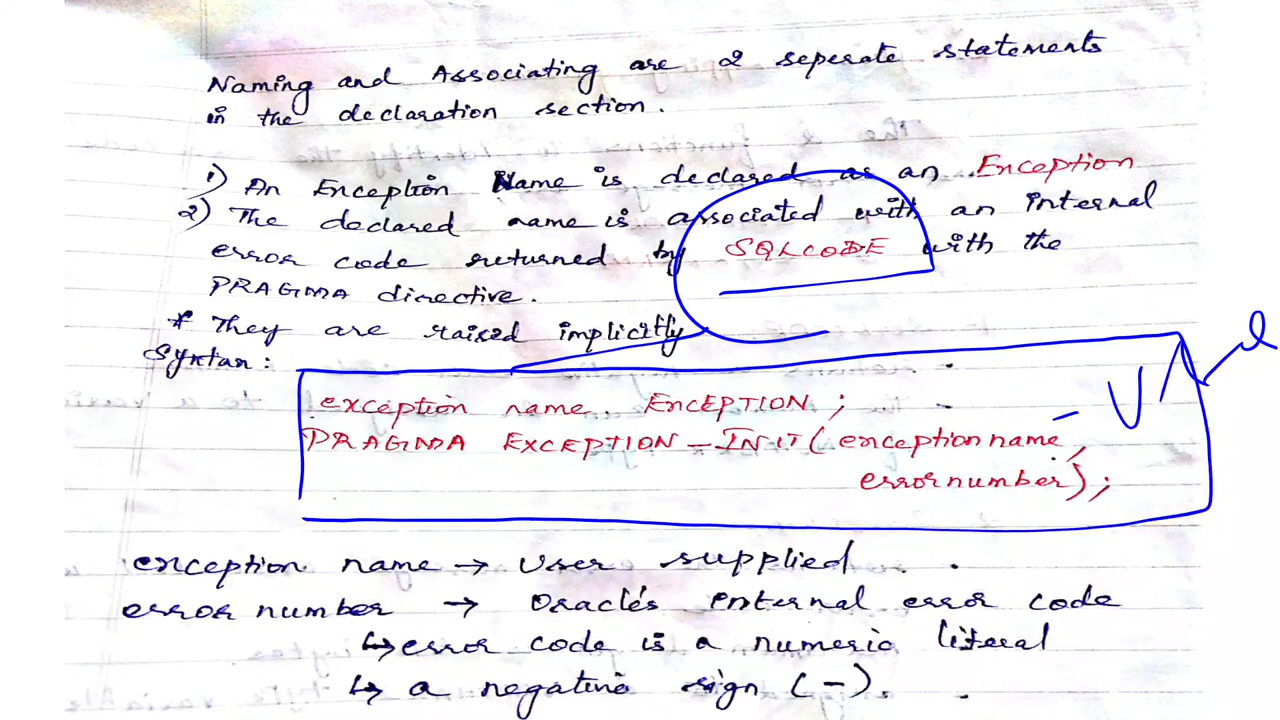 Naming and Associating are 2 seperate statements
in the declaration section.
1) An Exception Name is declared as an Exception
2) The declared name is associated with an internal
error code returned by SQLCODE with the
PRAGMA directive.
* They are raised implicitly
Syntax:
exception name EXCEPTION;
PRAGMA EXCEPTION_INIT(exception name,
error number);
exception name → User supplied.
error number → Oracle's internal error code
↳ error code is a numeric literal
↳ a negative sign (-).